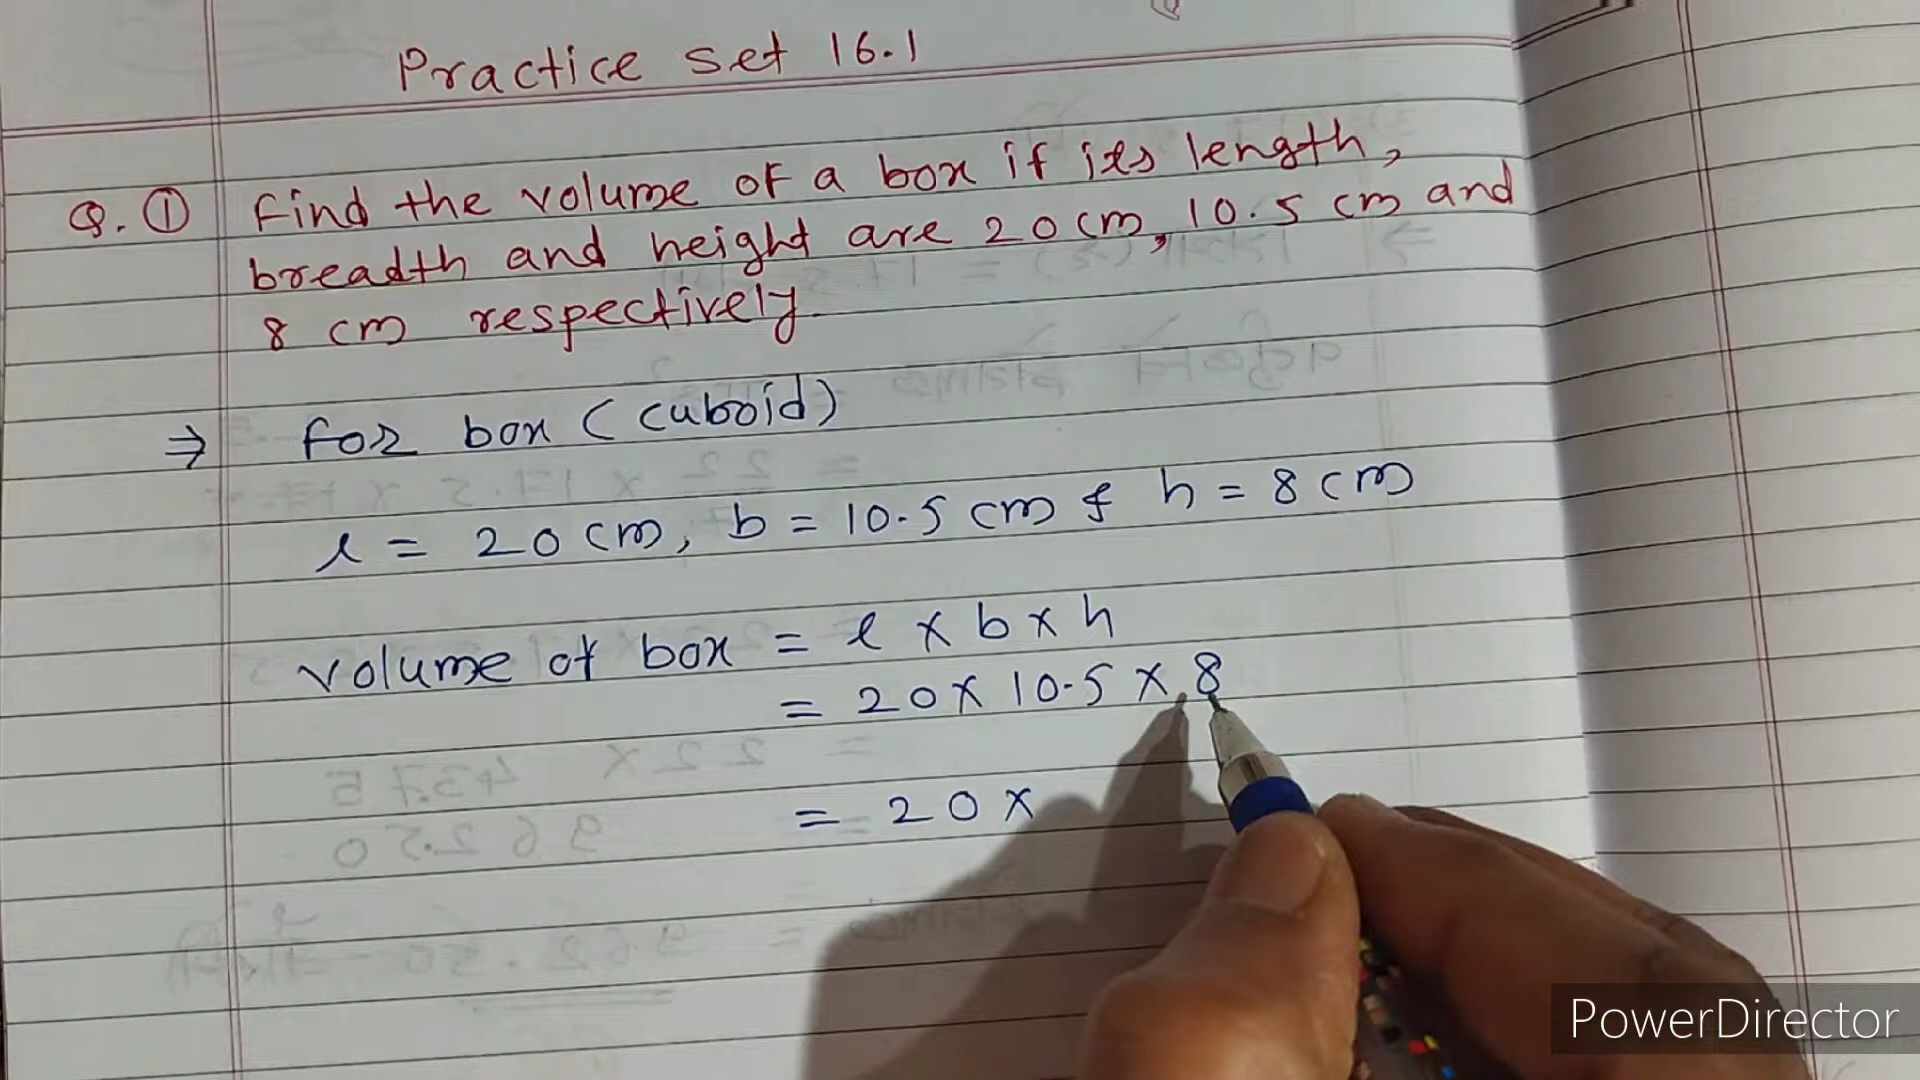 Practice set 16.1
Q. ① Find the volume of a box if its length,
breadth and height are 20 cm, 10.5 cm and
8 cm respectively
⇒ for box (cuboid)
l = 20 cm, b = 10.5 cm & h = 8 cm
volume of box = l × b × h
= 20 × 10.5 × 8
= 20 ×
PowerDirector